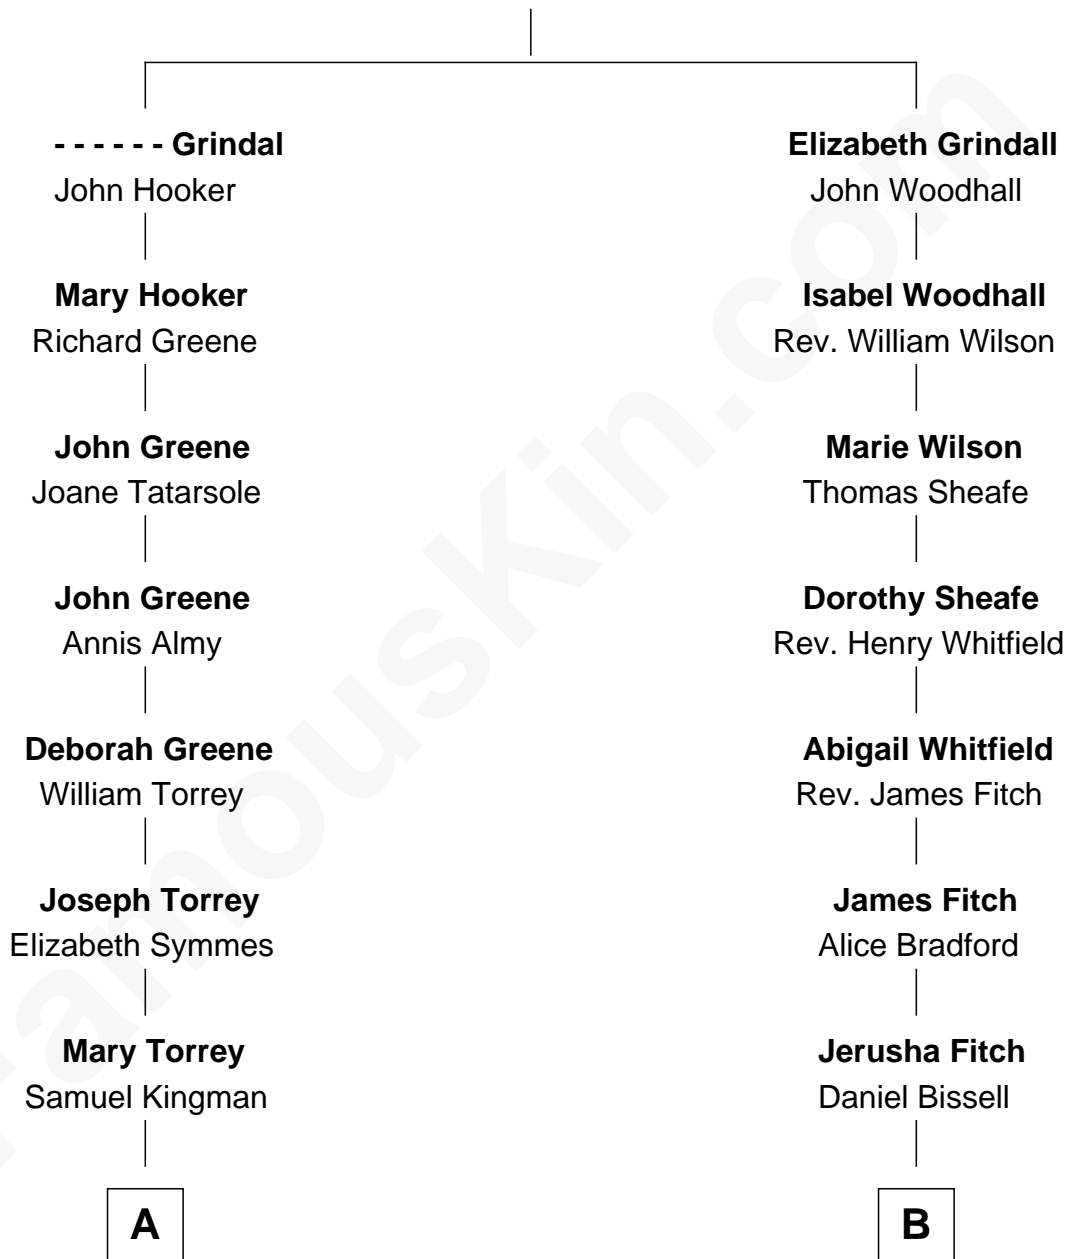 - - - - - - Grindal
John Hooker
Mary Hooker
Richard Greene
John Greene
Joane Tatarsole
John Greene
Annis Almy
Deborah Greene
William Torrey
Joseph Torrey
Elizabeth Symmes
Mary Torrey
Samuel Kingman
A
Elizabeth Grindall
John Woodhall
Isabel Woodhall
Rev. William Wilson
Marie Wilson
Thomas Sheafe
Dorothy Sheafe
Rev. Henry Whitfield
Abigail Whitfield
Rev. James Fitch
James Fitch
Alice Bradford
Jerusha Fitch
Daniel Bissell
B
FamousKin.com